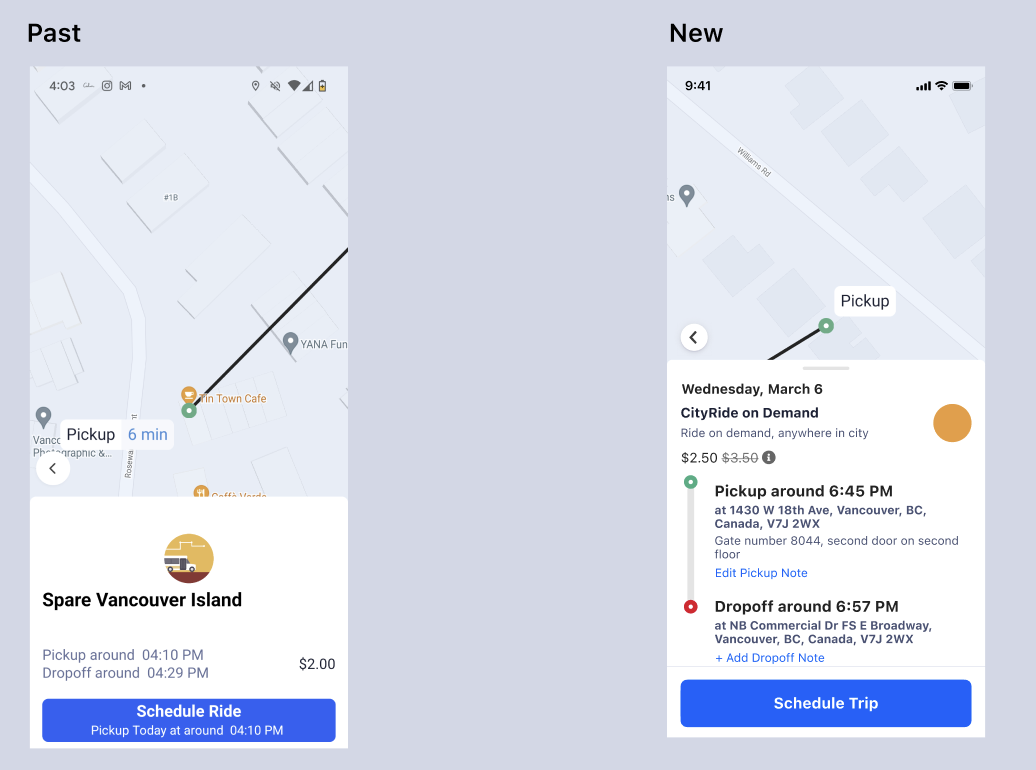 Past
New
4:03
#1B
YANA Fun
Tin Town Cafe
Pickup 6 min
Vanco
Photographic &...
Rosewa
nt
Caffè Verde
Spare Vancouver Island
Pickup around 04:10 PM
Dropoff around 04:29 PM
$2.00
Schedule Ride
Pickup Today at around 04:10 PM
9:41
Williams Rd
ns
Pickup
Wednesday, March 6
CityRide on Demand
Ride on demand, anywhere in city
$2.50 $3.50
Pickup around 6:45 PM
at 1430 W 18th Ave, Vancouver, BC,
Canada, V7J 2WX
Gate number 8044, second door on second
floor
Edit Pickup Note
Dropoff around 6:57 PM
at NB Commercial Dr FS E Broadway,
Vancouver, BC, Canada, V7J 2WX
+ Add Dropoff Note
Schedule Trip